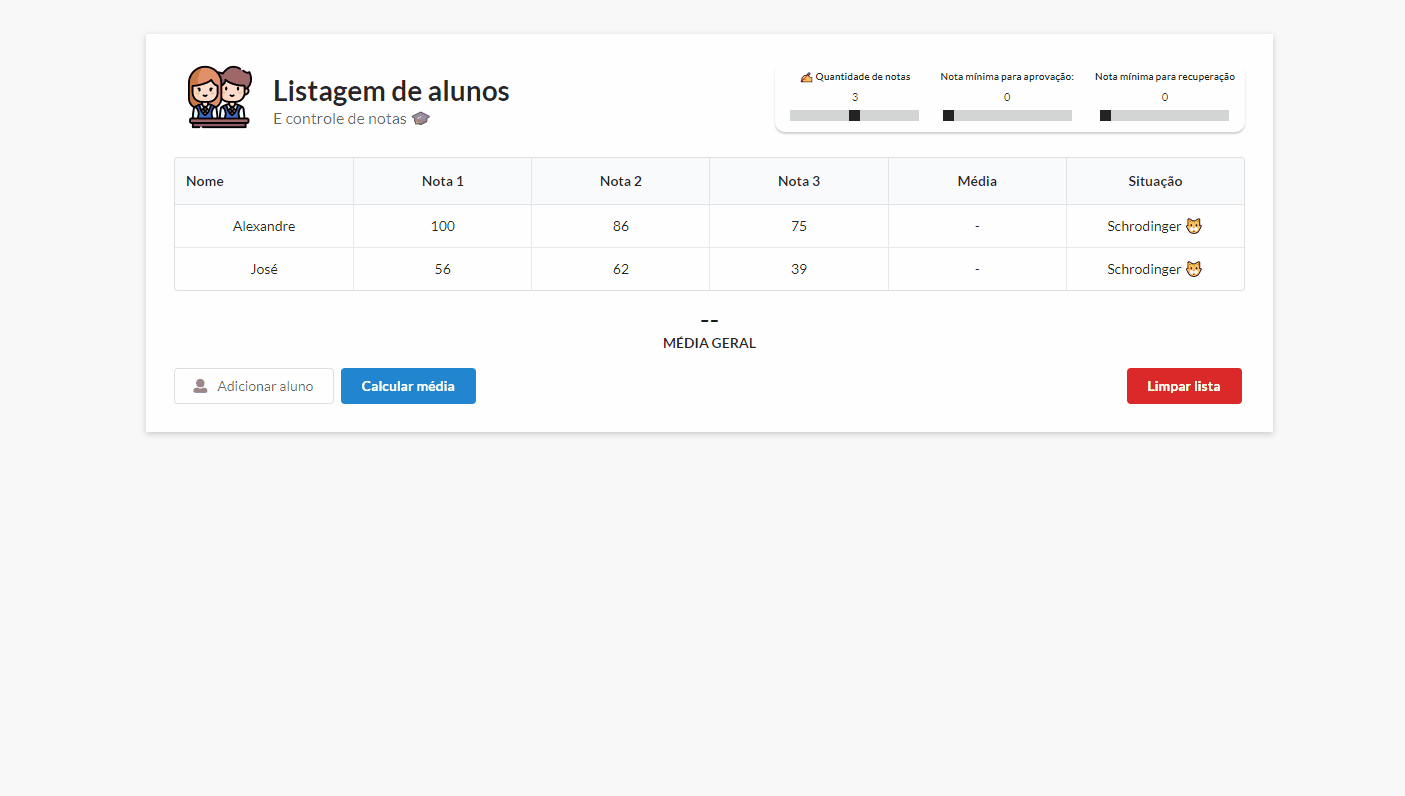 Listagem de alunos
E controle de notas 🎓
✍ Quantidade de notas
3
Nota mínima para aprovação:
0
Nota mínima para recuperação
0
Nome Nota 1 Nota 2 Nota 3 Média Situação
Alexandre 100 86 75 - Schrodinger 🐱
José 56 62 39 - Schrodinger 🐱
--
MÉDIA GERAL
Adicionar aluno Calcular média Limpar lista